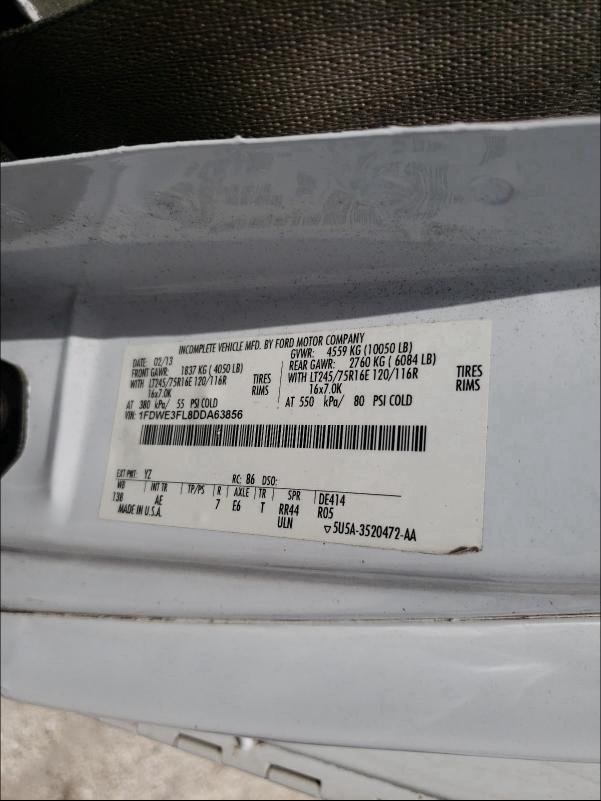 INCOMPLETE VEHICLE MFD. BY FORD MOTOR COMPANY
DATE: 02/13 GVWR: 4559 KG (10050 LB)
FRONT GAWR: 1837 KG ( 4050 LB) REAR GAWR: 2760 KG ( 6084 LB)
WITH LT245/75R16E 120/116R TIRES WITH LT245/75R16E 120/116R TIRES
16x7.0K RIMS 16x7.0K RIMS
AT 380 kPa/ 55 PSI COLD AT 550 kPa/ 80 PSI COLD
VIN: 1FDWE3FL8DDA63856
EXT PNT: YZ RC: B6 DSO:
WB INT TR TP/PS R AXLE TR SPR DE414
138 AE 7 E6 T RR44 R05
MADE IN U.S.A. ULN ▽5U5A-3520472-AA